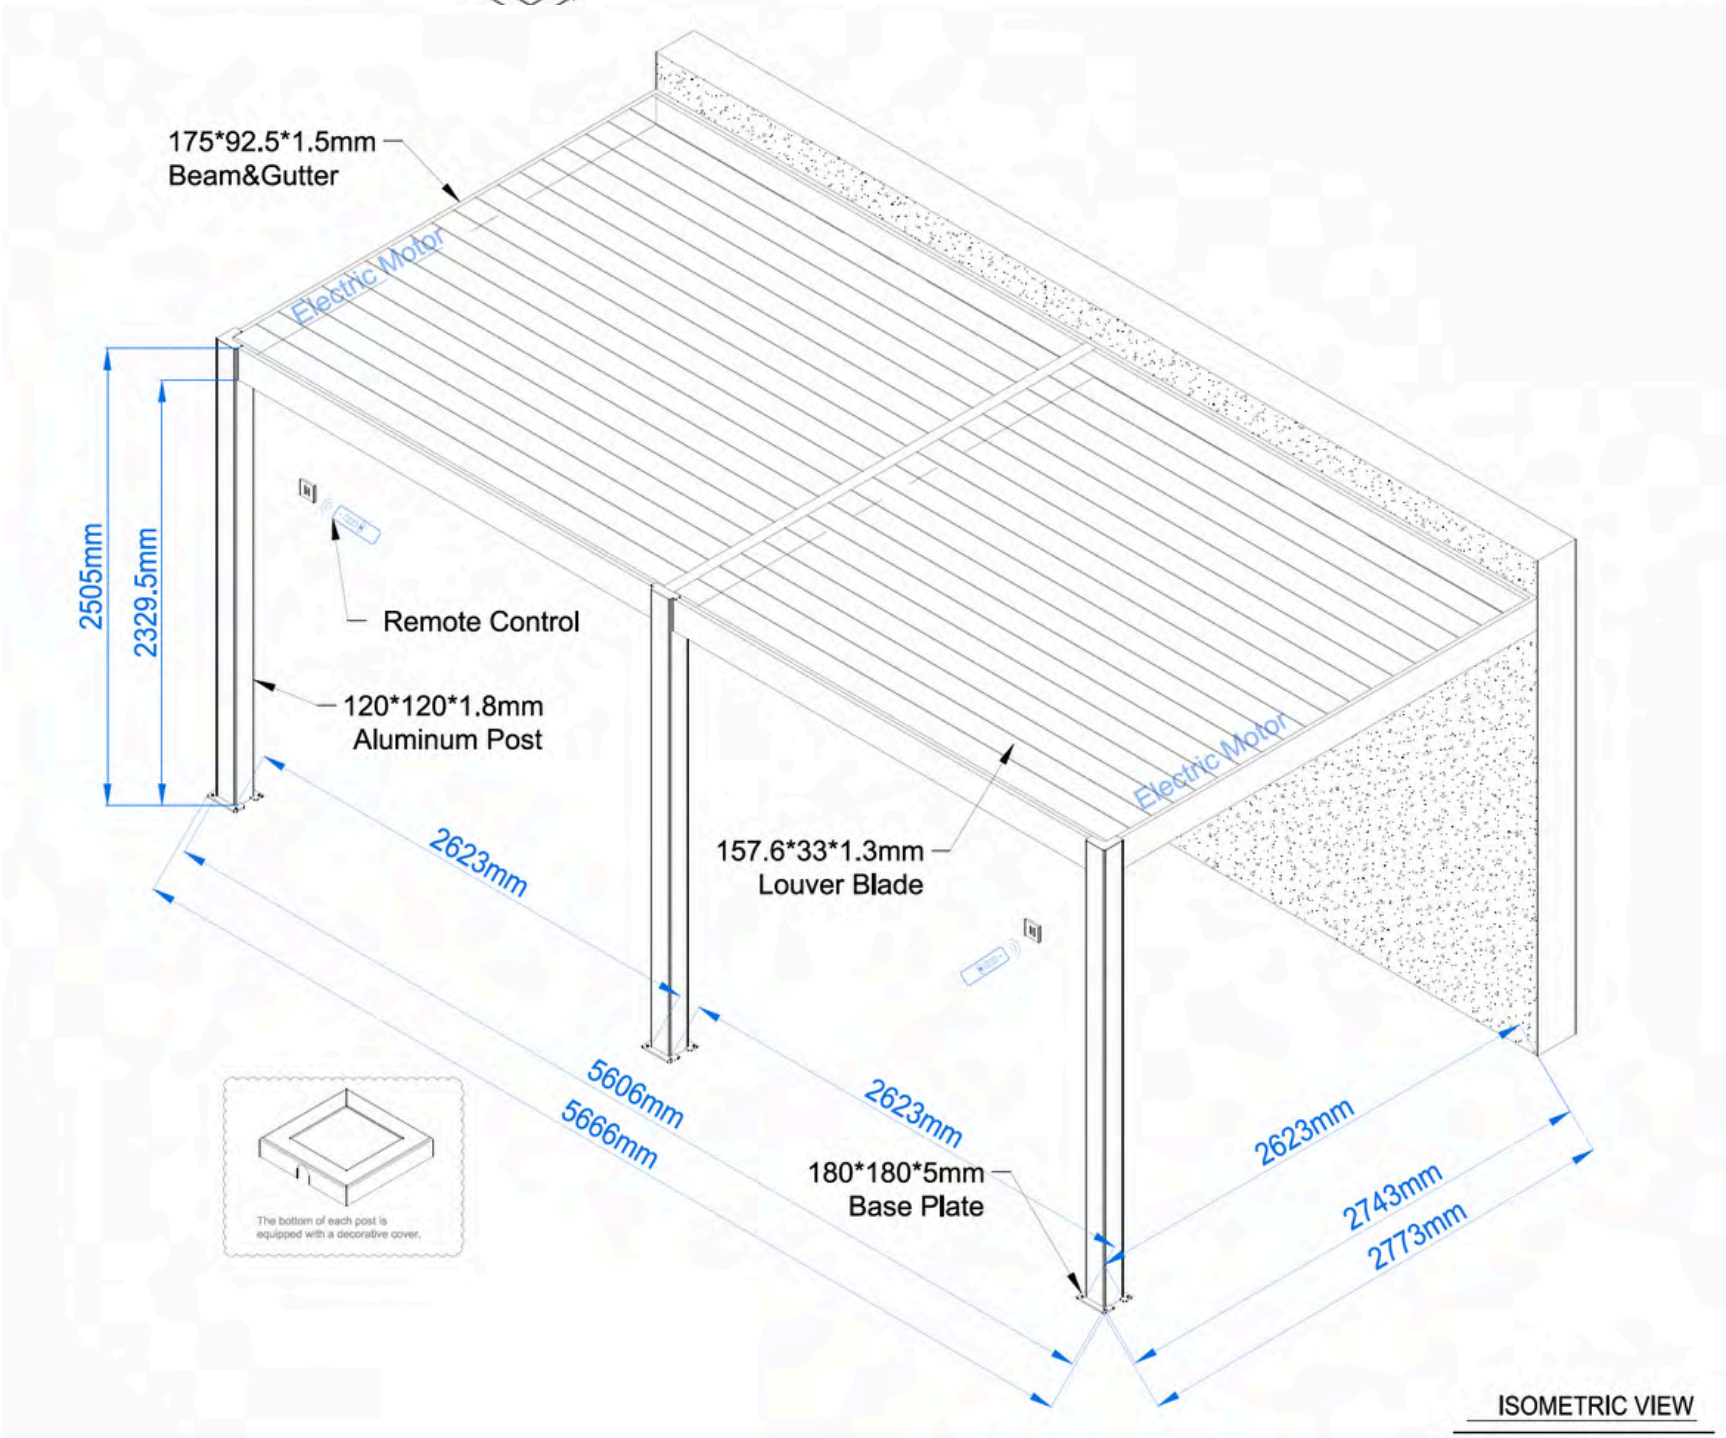 175*92.5*1.5mm
Beam&Gutter
Electric Motor
2505mm
2329.5mm
Remote Control
120*120*1.8mm
Aluminum Post
2623mm
157.6*33*1.3mm
Louver Blade
Electric Motor
5606mm
5666mm
2623mm
180*180*5mm
Base Plate
2623mm
2743mm
2773mm
The bottom of each post is
equipped with a decorative cover.
ISOMETRIC VIEW